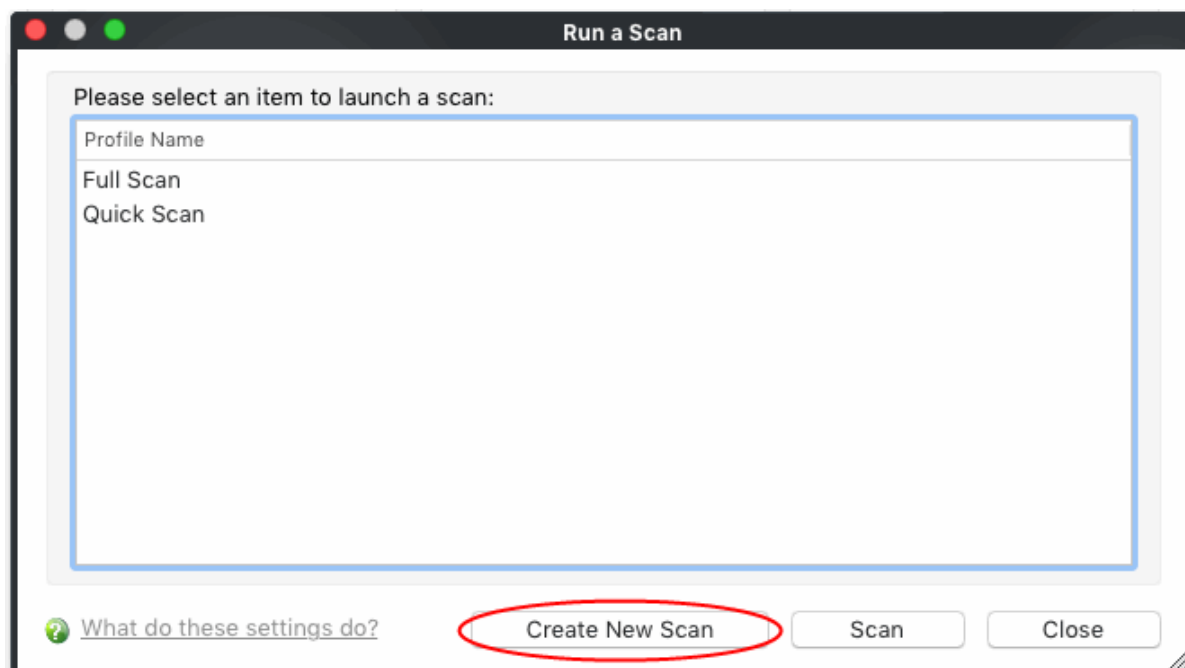 Run a Scan
Please select an item to launch a scan:
Profile Name
Full Scan
Quick Scan
What do these settings do?
Create New Scan
Scan
Close